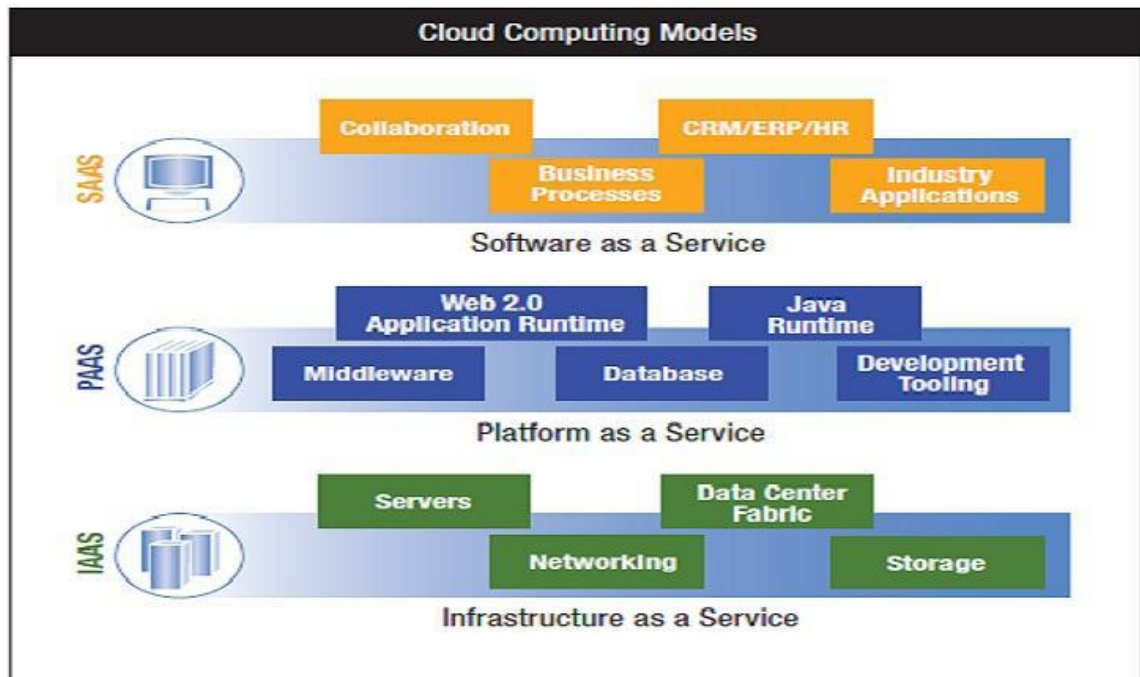 Cloud Computing Models
SAAS
Collaboration
CRM/ERP/HR
Business
Processes
Industry
Applications
Software as a Service
PAAS
Web 2.0
Application Runtime
Java
Runtime
Middleware
Database
Development
Tooling
Platform as a Service
IAAS
Servers
Data Center
Fabric
Networking
Storage
Infrastructure as a Service